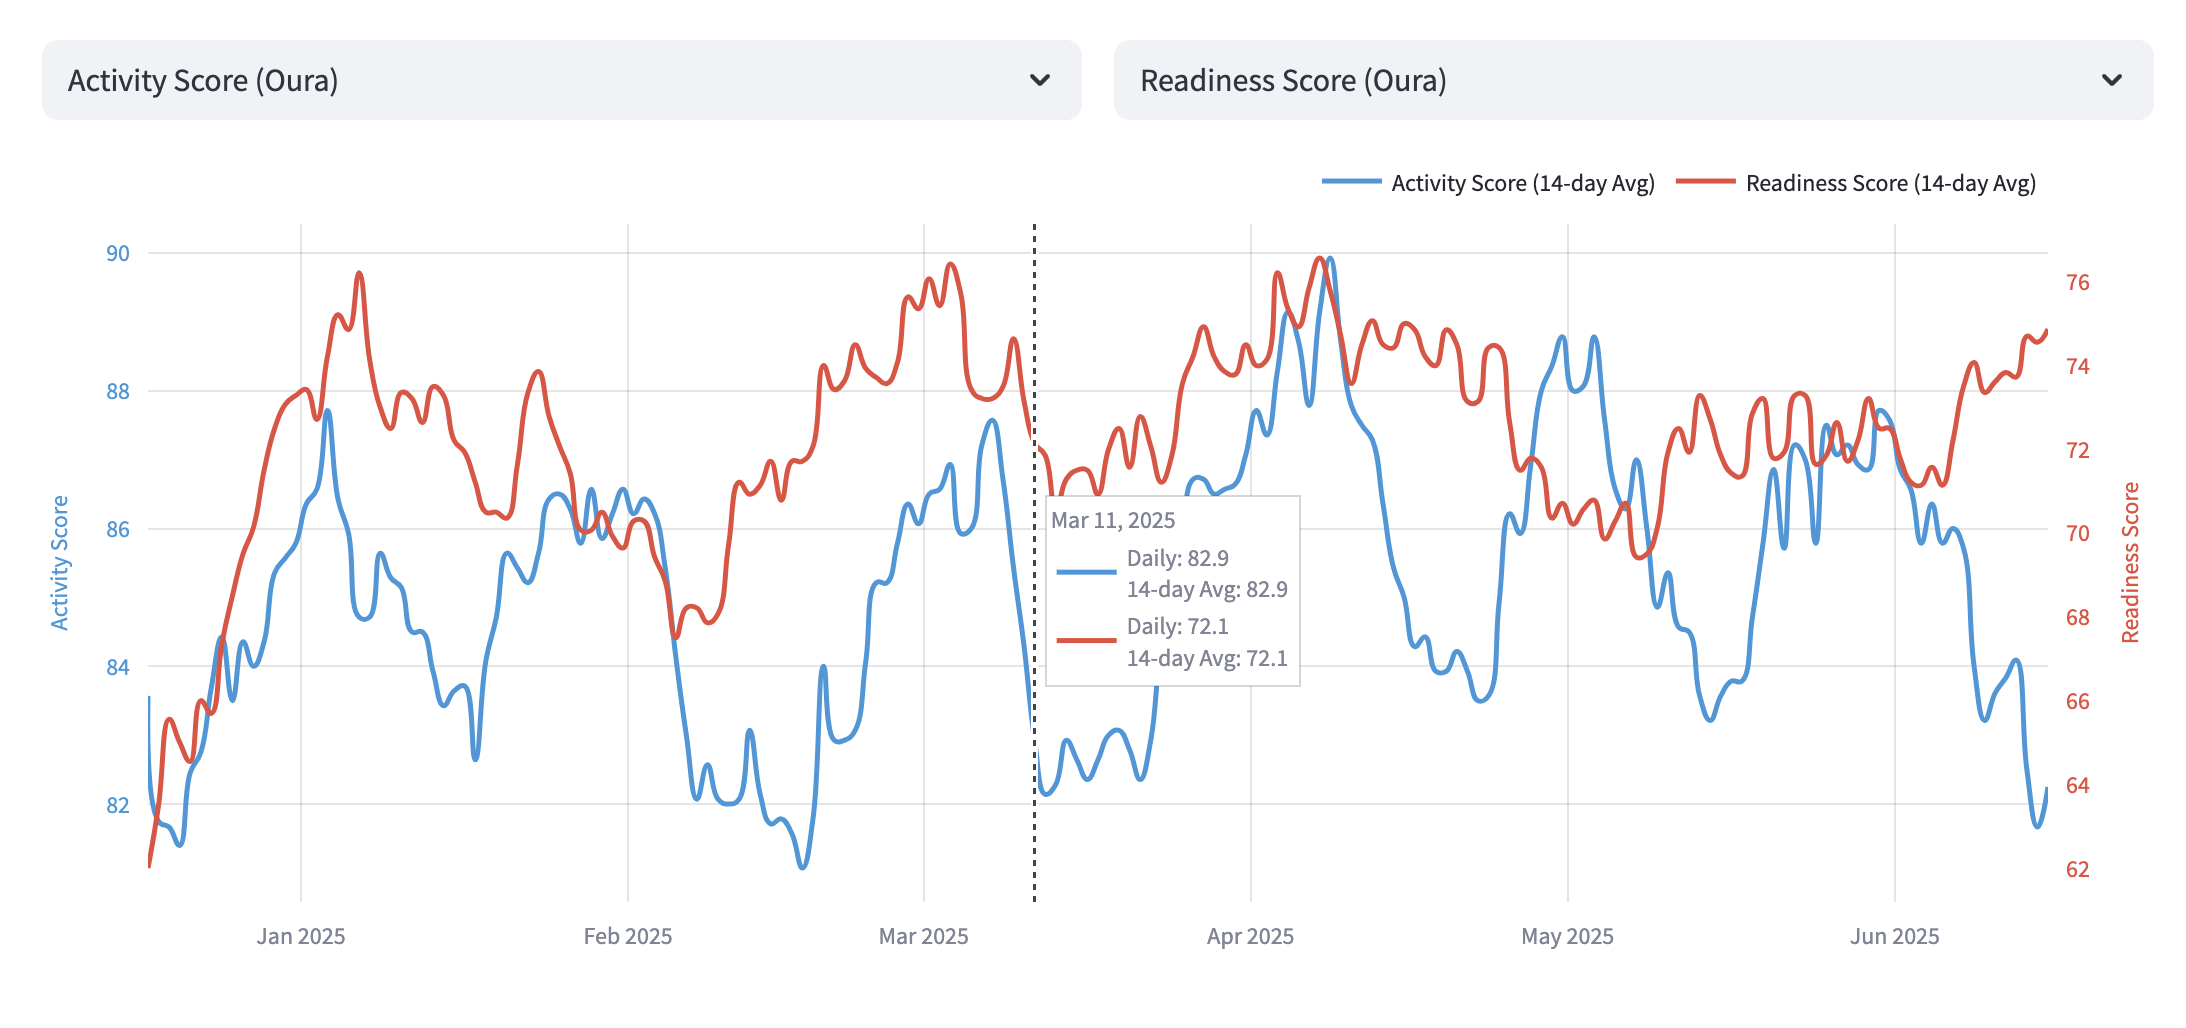 Activity Score (Oura)
Readiness Score (Oura)
Activity Score (14-day Avg)
Readiness Score (14-day Avg)
90
88
86
84
82
Activity Score
76
74
72
70
68
66
64
62
Readiness Score
Mar 11, 2025
Daily: 82.9
14-day Avg: 82.9
Daily: 72.1
14-day Avg: 72.1
Jan 2025
Feb 2025
Mar 2025
Apr 2025
May 2025
Jun 2025